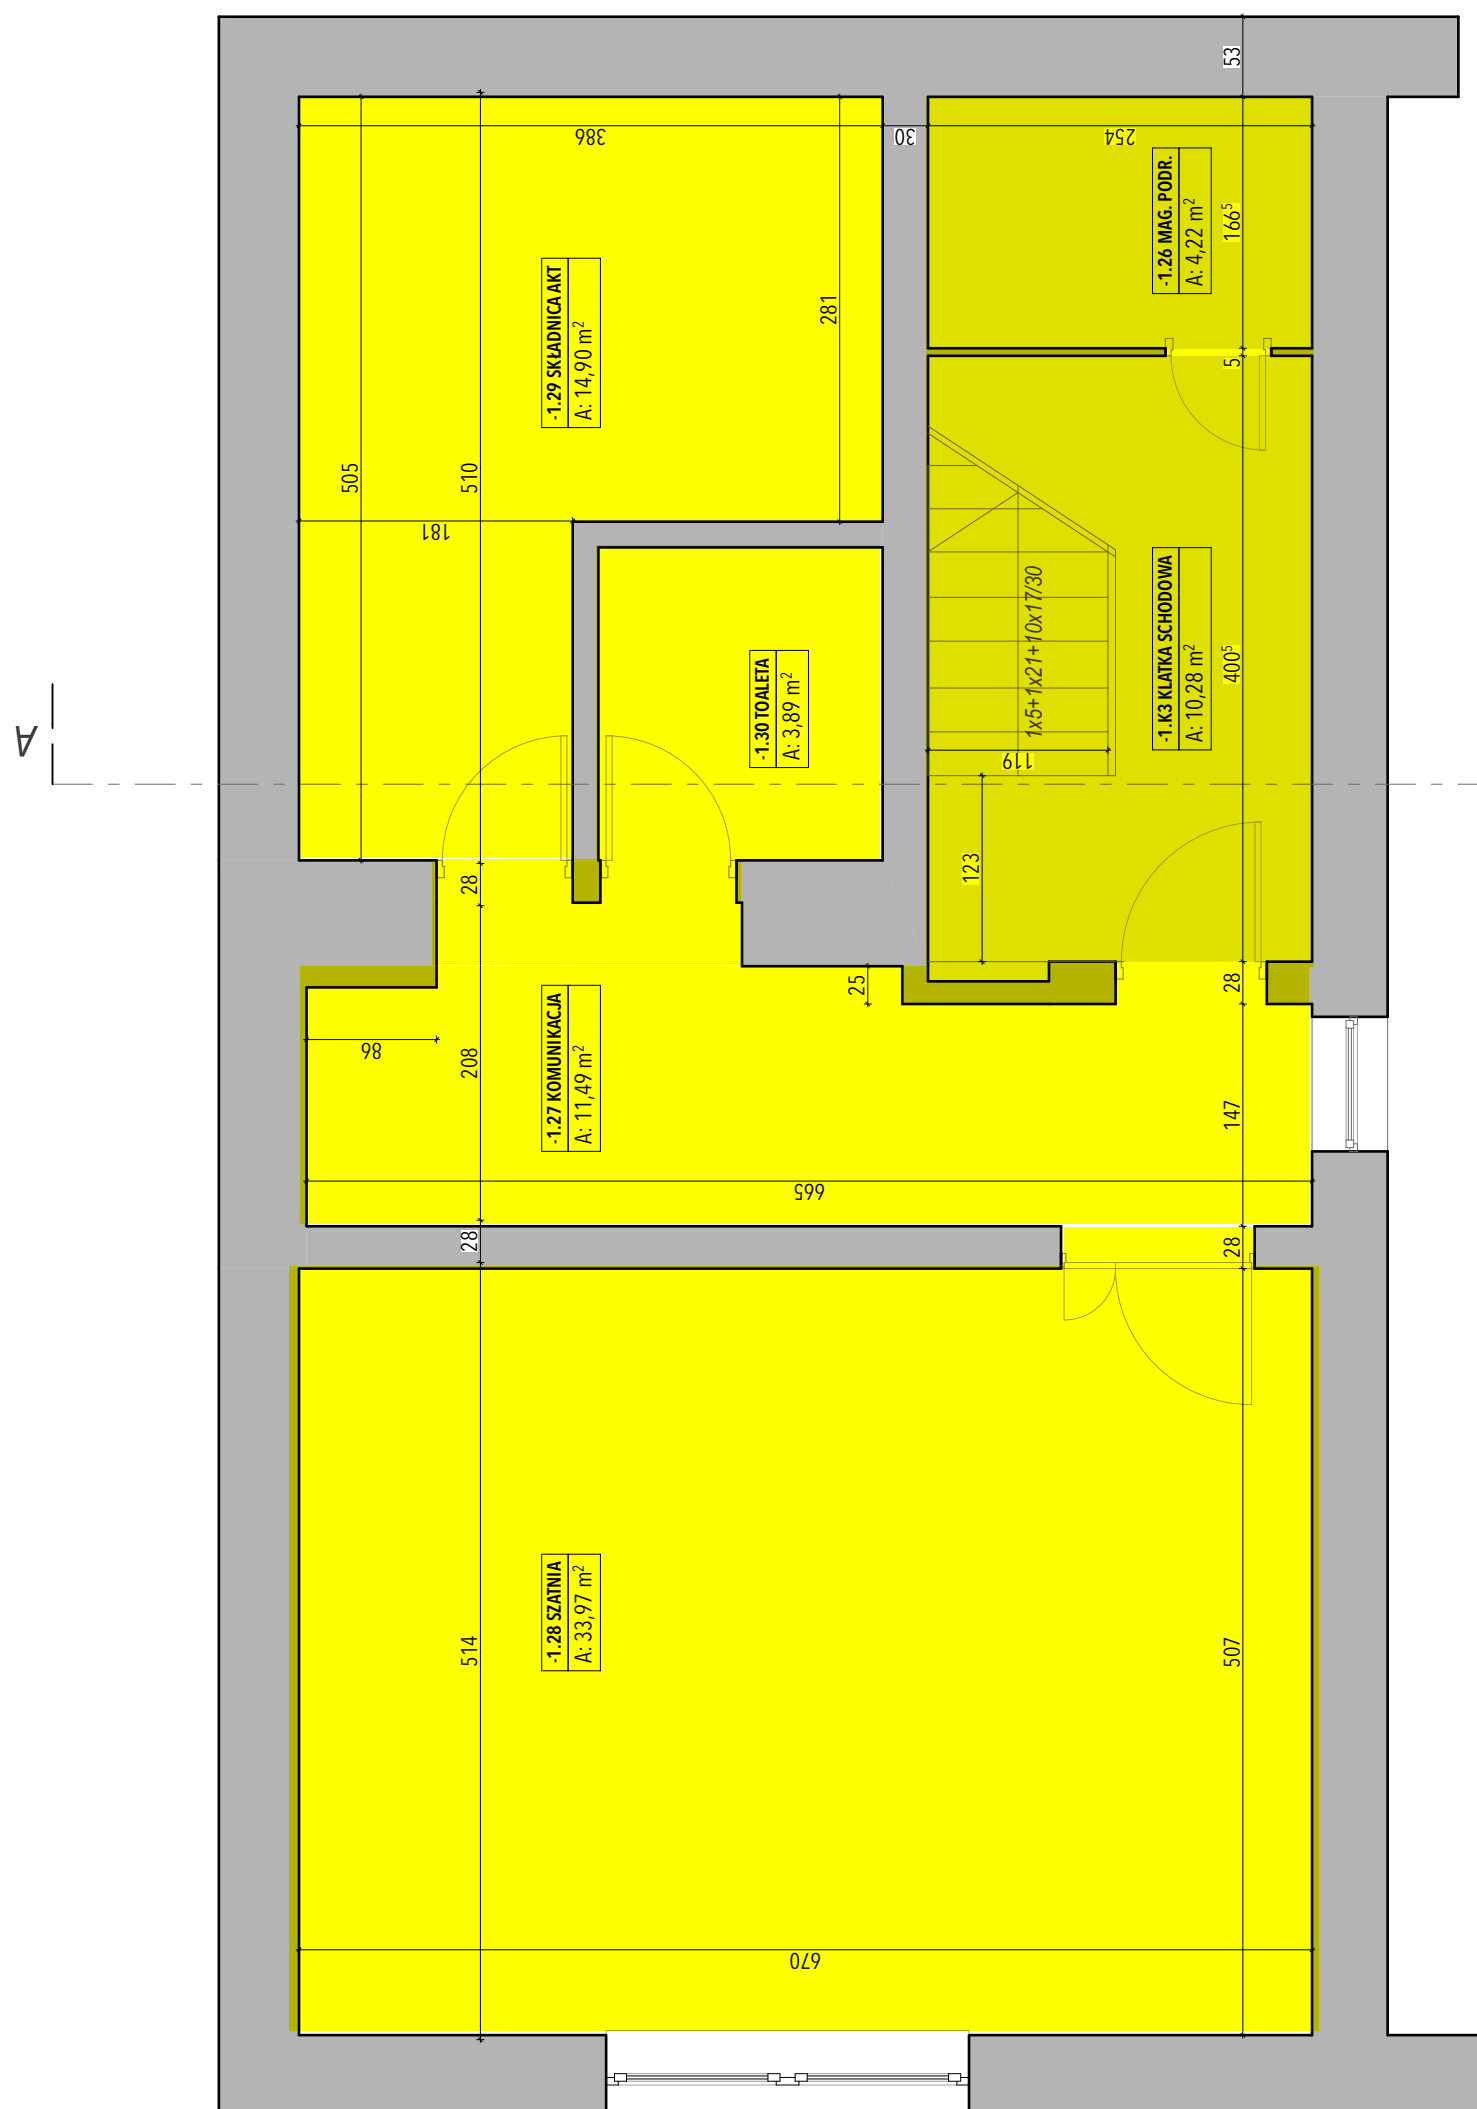 A
53
386
30
254
-1.26 MAG. PODR.
A: 4,22 m²
166⁵
-1.29 SKŁADNICA AKT
A: 14,90 m²
281
5
505
510
181
1x5+1x21+10x17/30
-1.K3 KLATKA SCHODOWA
A: 10,28 m²
400⁵
-1.30 TOALETA
A: 3,89 m²
119
123
28
25
28
-1.27 KOMUNIKACJA
A: 11,49 m²
86
208
147
665
28
28
-1.28 SZATNIA
A: 33,97 m²
514
507
670